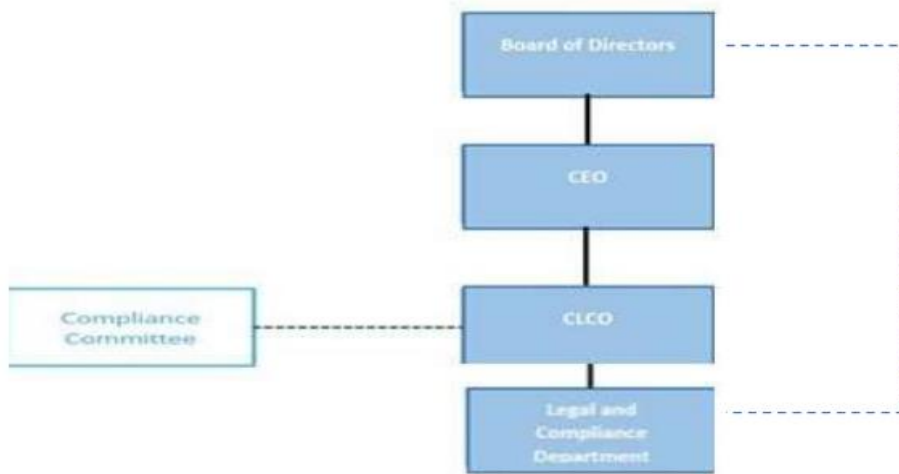 Board of Directors
CEO
Compliance
Committee
CLCO
Legal and
Compliance
Department